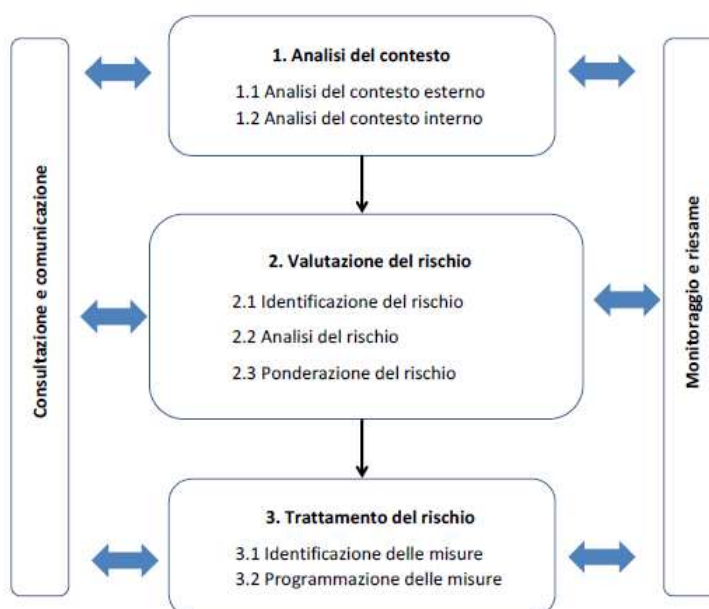 Consultazione e comunicazione
1. Analisi del contesto
1.1 Analisi del contesto esterno
1.2 Analisi del contesto interno
2. Valutazione del rischio
2.1 Identificazione del rischio
2.2 Analisi del rischio
2.3 Ponderazione del rischio
3. Trattamento del rischio
3.1 Identificazione delle misure
3.2 Programmazione delle misure
Monitoraggio e riesame